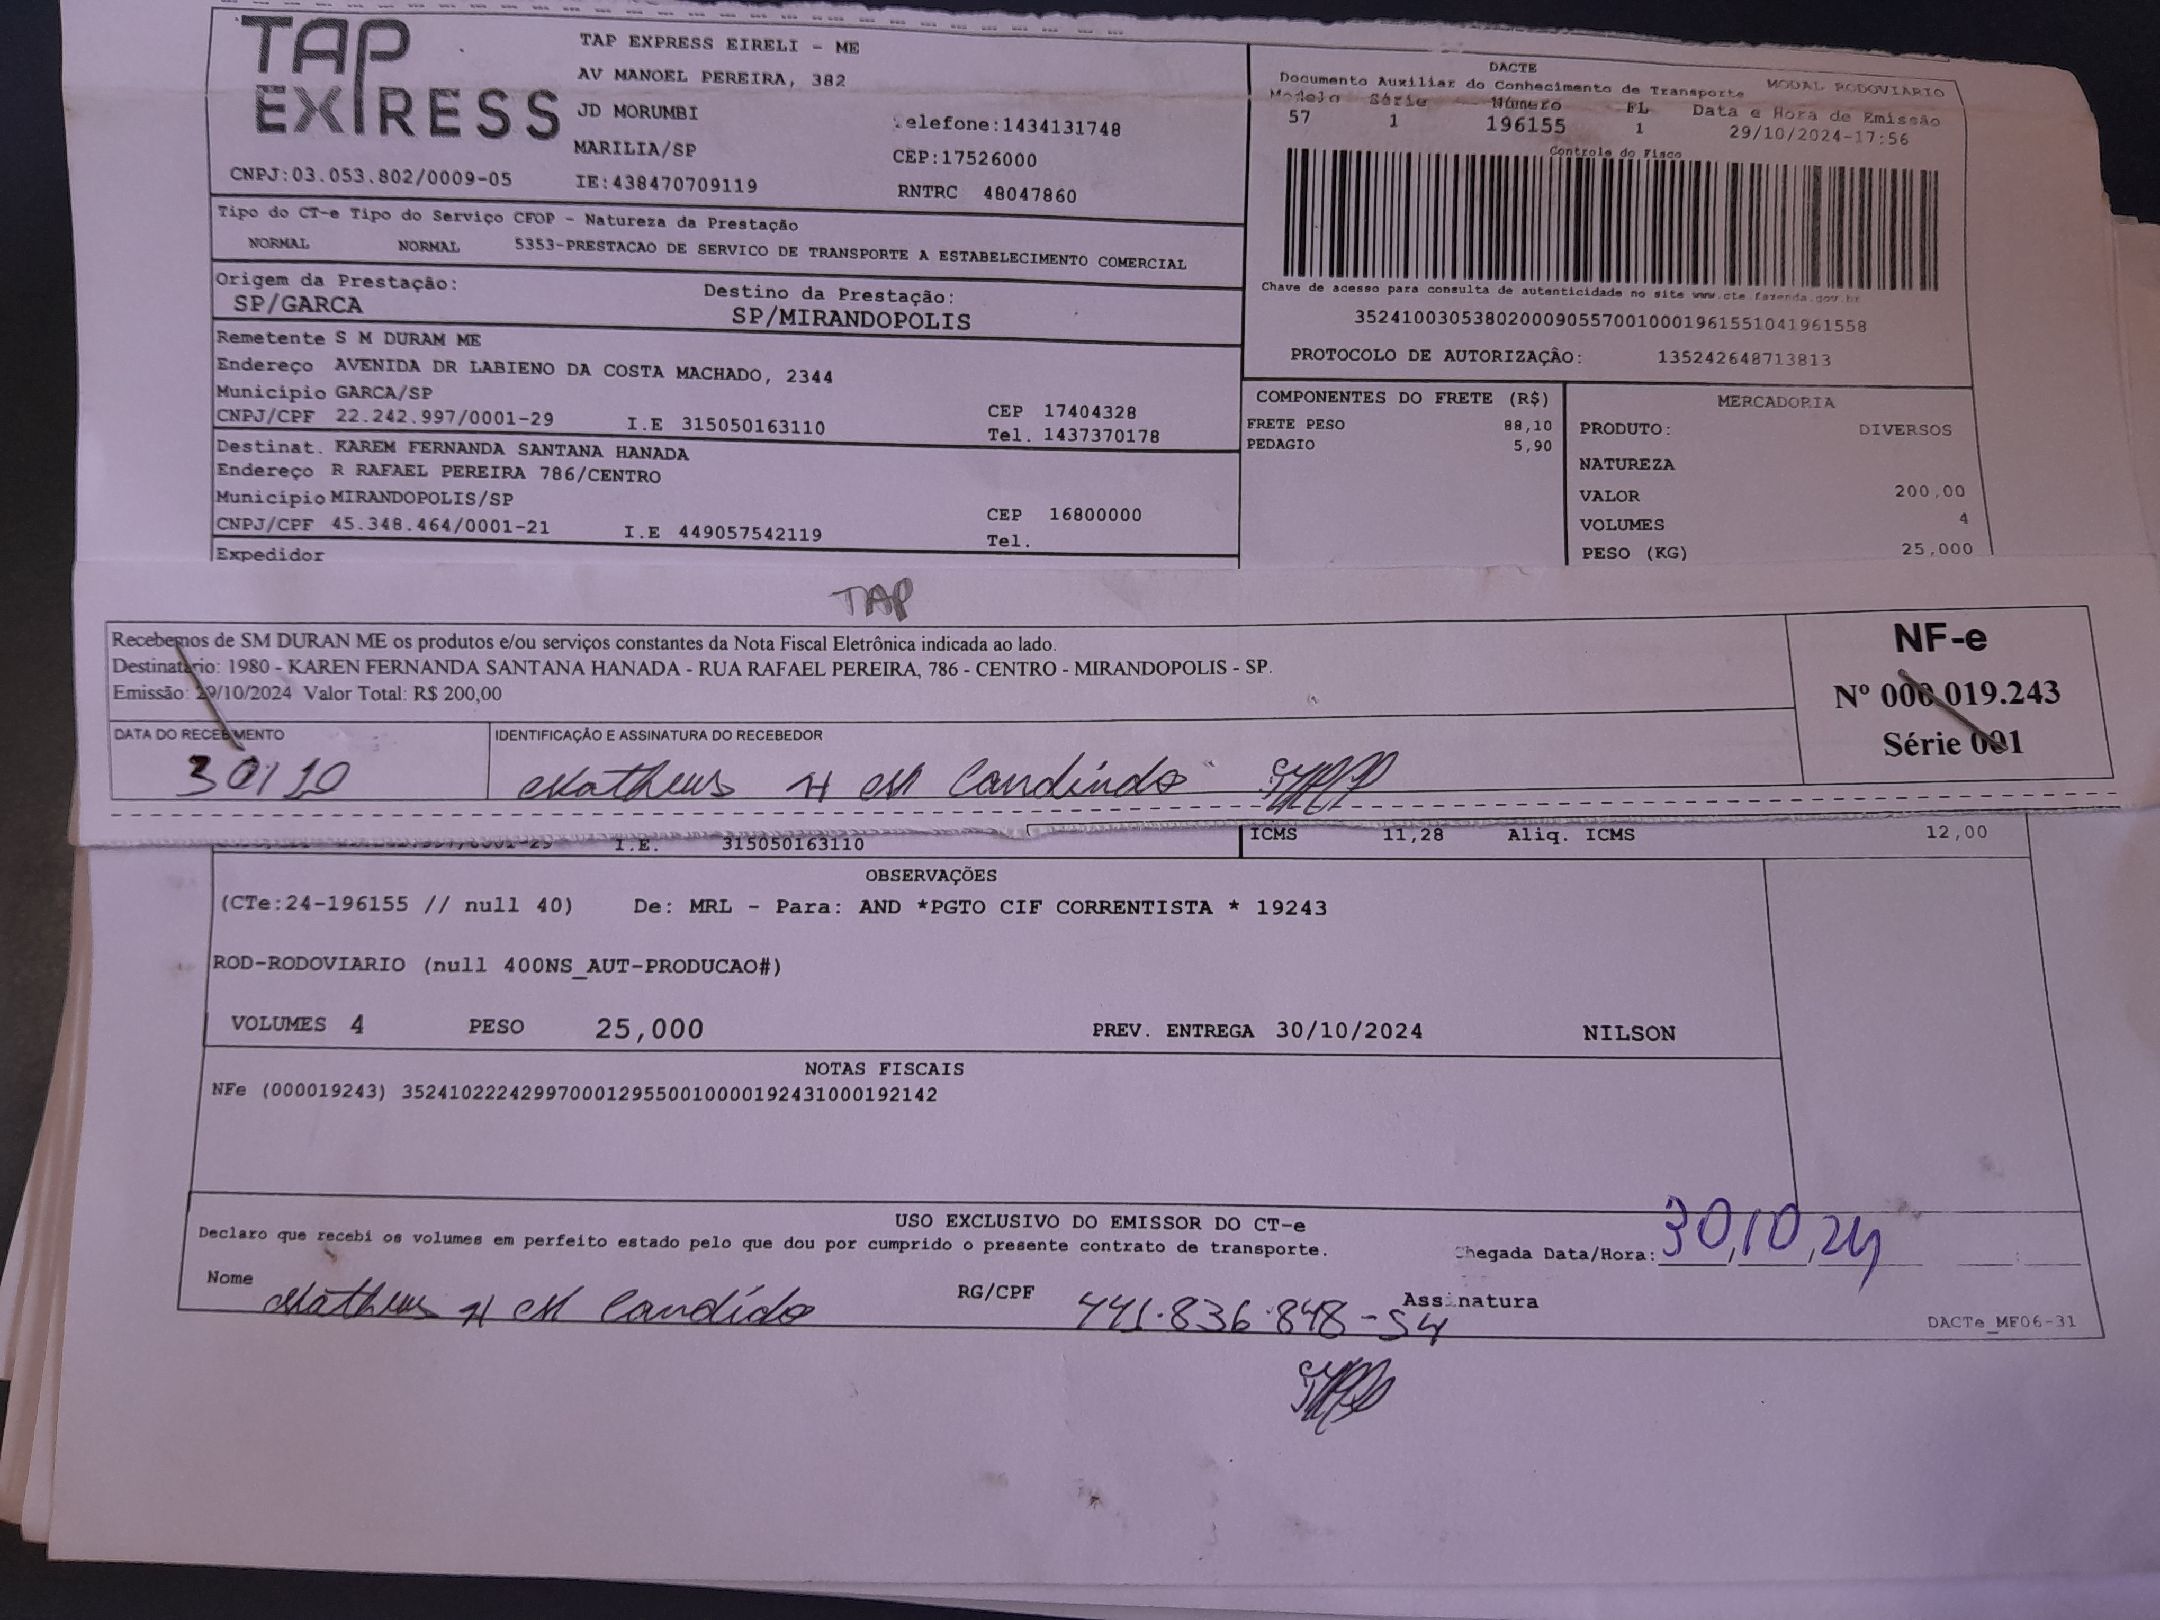 TAP
EXPRESS
TAP EXPRESS EIRELI - ME
AV MANOEL PEREIRA, 382
JD MORUMBI
Telefone:1434131748
MARILIA/SP
CEP:17526000
CNPJ:03.053.802/0009-05
IE:438470709119
RNTRC 48047860
DACTE
Documento Auxiliar do Conhecimento de Transporte MODAL RODOVIARIO
Modelo Série Número FL Data e Hora de Emissão
57 1 196155 1 29/10/2024-17:56
Controle do Fisco
Chave de acesso para consulta de autenticidade no site www.cte.fazenda.gov.br
35241003053802000905570010001961551041961558
PROTOCOLO DE AUTORIZAÇÃO: 135242648713813
Tipo do CT-e Tipo do Serviço CFOP - Natureza da Prestação
NORMAL NORMAL 5353-PRESTACAO DE SERVICO DE TRANSPORTE A ESTABELECIMENTO COMERCIAL
Origem da Prestação: Destino da Prestação:
SP/GARCA SP/MIRANDOPOLIS
Remetente S M DURAM ME
Endereço AVENIDA DR LABIENO DA COSTA MACHADO, 2344
Município GARCA/SP CEP 17404328
CNPJ/CPF 22.242.997/0001-29 I.E 315050163110 Tel. 1437370178
Destinat. KAREM FERNANDA SANTANA HANADA
Endereço R RAFAEL PEREIRA 786/CENTRO
Município MIRANDOPOLIS/SP CEP 16800000
CNPJ/CPF 45.348.464/0001-21 I.E 449057542119 Tel.
Expedidor
COMPONENTES DO FRETE (R$)
FRETE PESO 88,10
PEDAGIO 5,90
MERCADORIA
PRODUTO: DIVERSOS
NATUREZA
VALOR 200,00
VOLUMES 4
PESO (KG) 25,000
TAP
Recebemos de SM DURAN ME os produtos e/ou serviços constantes da Nota Fiscal Eletrônica indicada ao lado.
Destinatário: 1980 - KAREN FERNANDA SANTANA HANADA - RUA RAFAEL PEREIRA, 786 - CENTRO - MIRANDOPOLIS - SP.
Emissão: 29/10/2024 Valor Total: R$ 200,00
NF-e
Nº 000.019.243
Série 001
DATA DO RECEBIMENTO
30/10
IDENTIFICAÇÃO E ASSINATURA DO RECEBEDOR
Matheus H M Candido
I.E. 315050163110
ICMS 11,28 Aliq. ICMS 12,00
OBSERVAÇÕES
(CTe:24-196155 // null 40) De: MRL - Para: AND *PGTO CIF CORRENTISTA * 19243
ROD-RODOVIARIO (null 400NS_AUT-PRODUCAO#)
VOLUMES 4 PESO 25,000 PREV. ENTREGA 30/10/2024 NILSON
NOTAS FISCAIS
NFe (000019243) 35241022242997000129550010000192431000192142
USO EXCLUSIVO DO EMISSOR DO CT-e
Declaro que recebi os volumes em perfeito estado pelo que dou por cumprido o presente contrato de transporte.
Chegada Data/Hora: 30/10/24
Nome Matheus H M Candido RG/CPF 441.836.848-54 Assinatura
DACTe_MF06-31